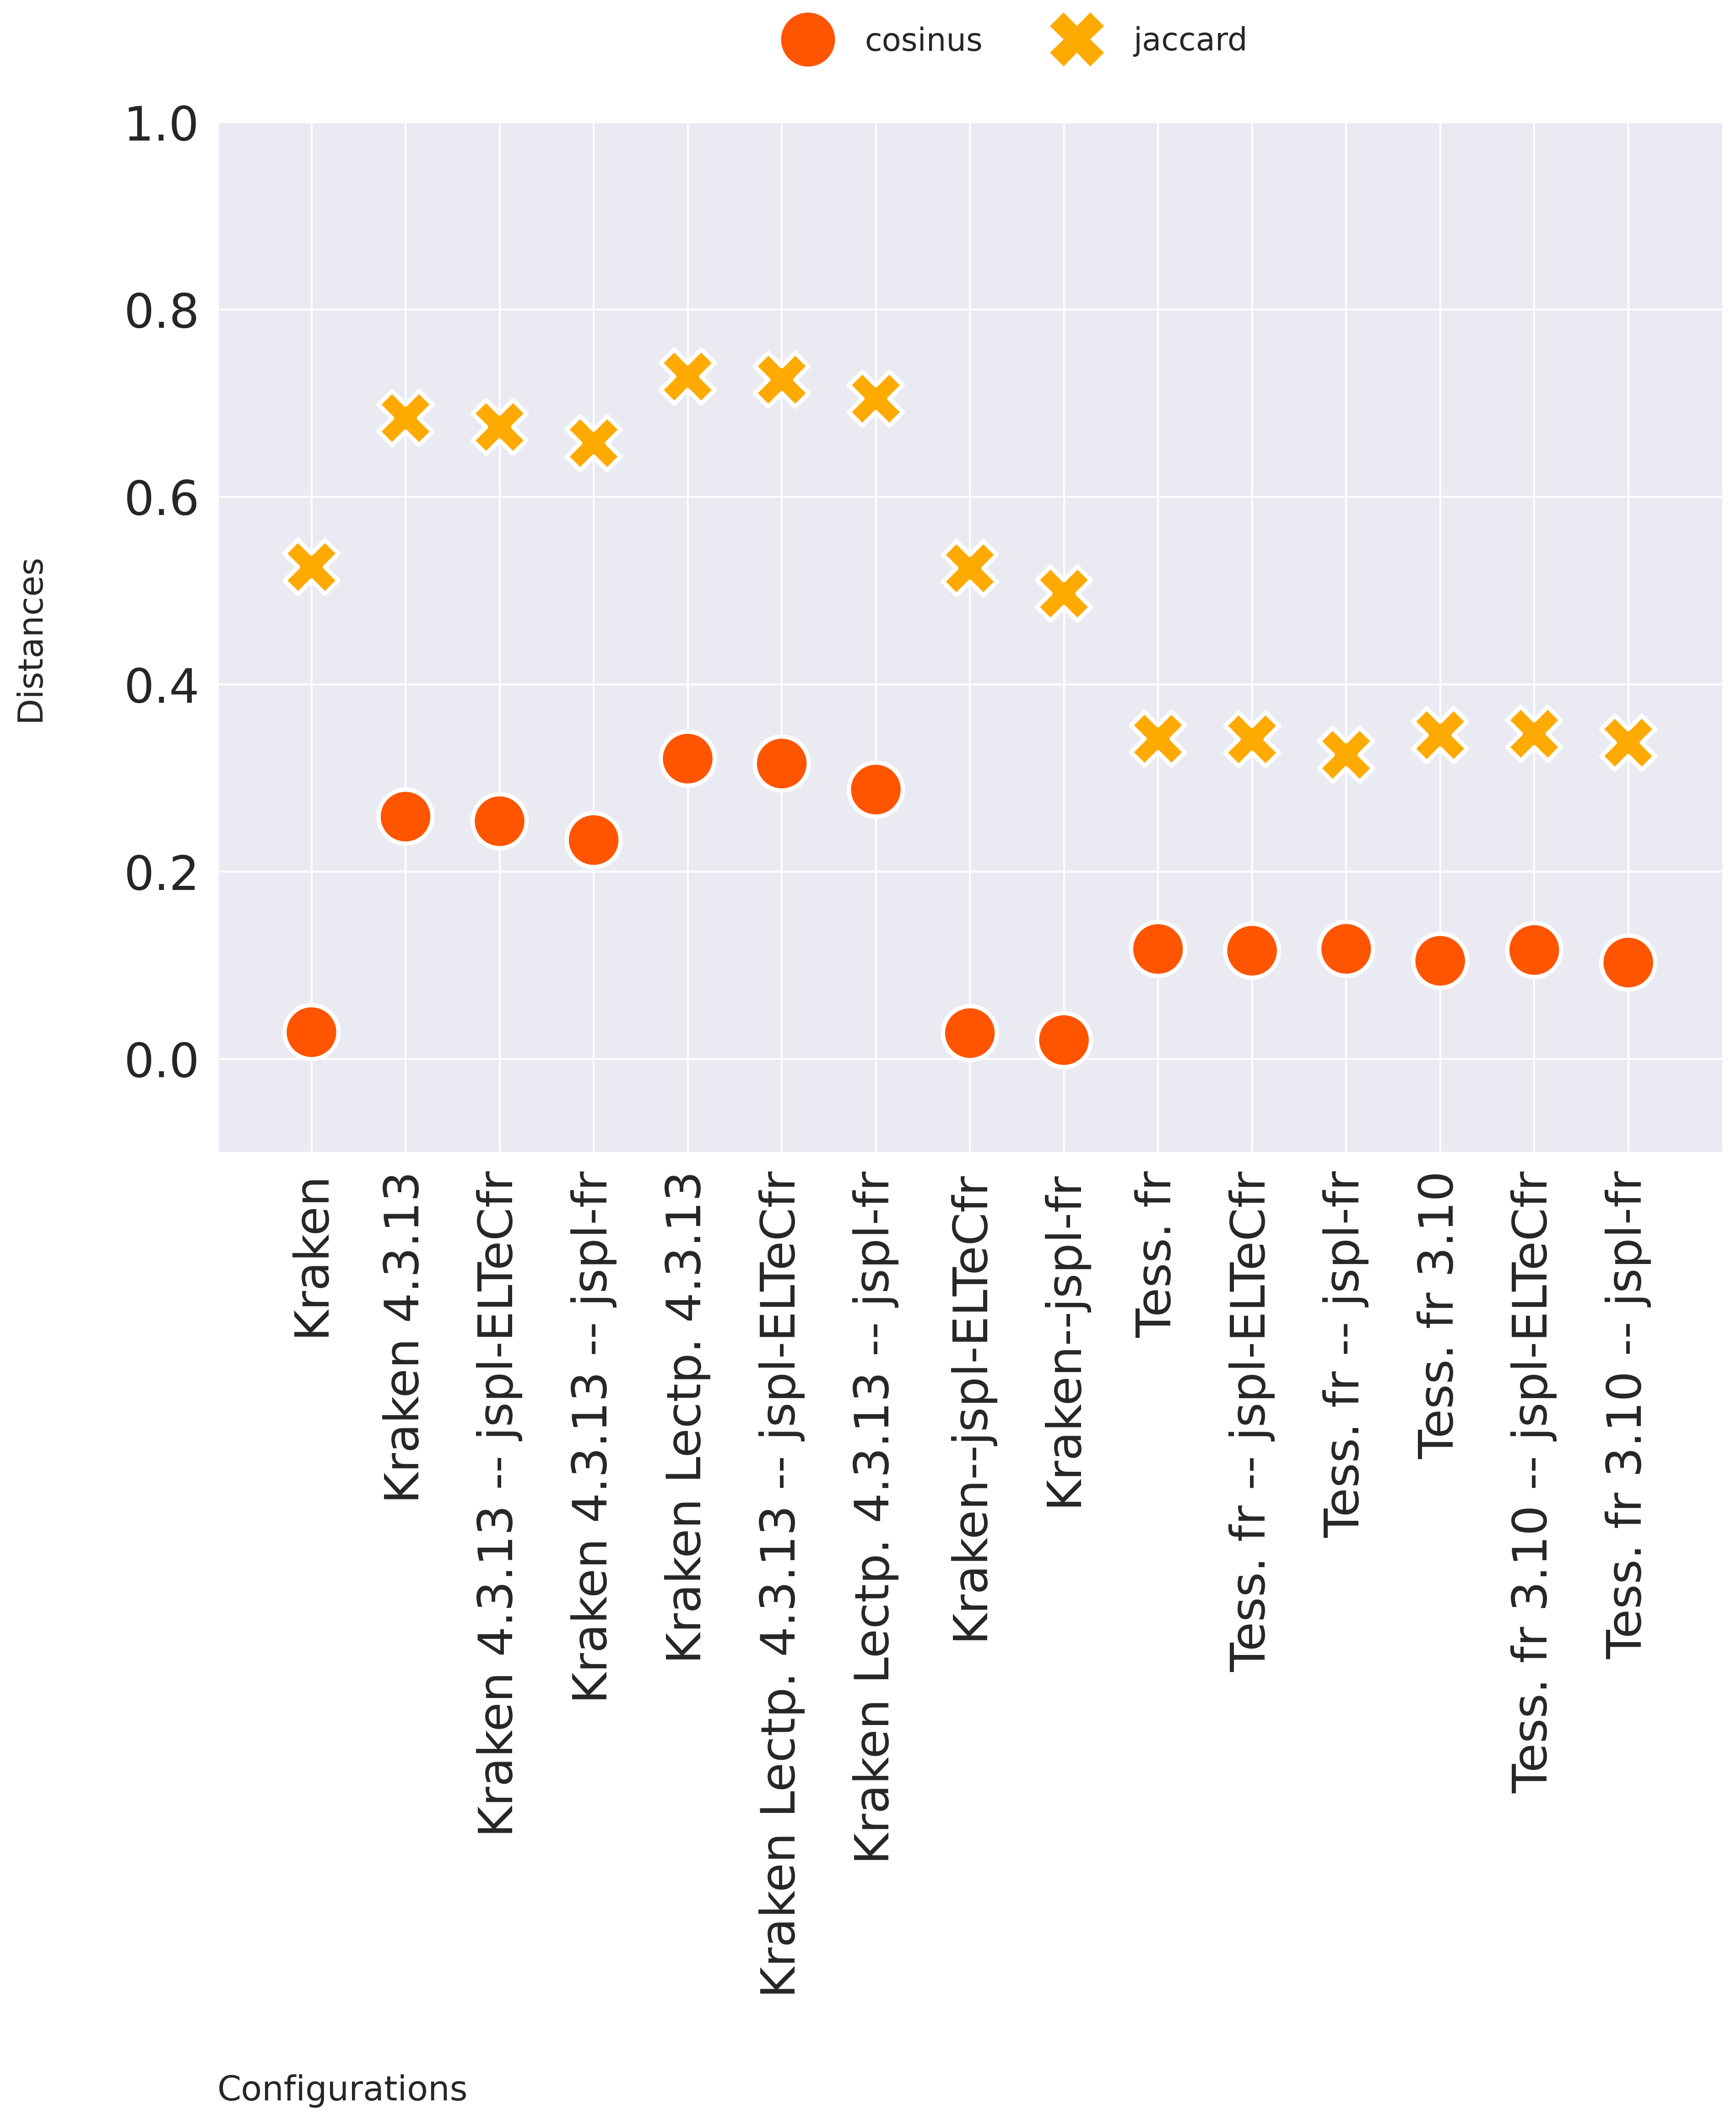 cosinus jaccard
1.0
0.8
0.6
0.4
0.2
0.0
Distances
Kraken
Kraken 4.3.13
Kraken 4.3.13 -- jspl-ELTeCfr
Kraken 4.3.13 -- jspl-fr
Kraken Lectp. 4.3.13
Kraken Lectp. 4.3.13 -- jspl-ELTeCfr
Kraken Lectp. 4.3.13 -- jspl-fr
Kraken--jspl-ELTeCfr
Kraken--jspl-fr
Tess. fr
Tess. fr -- jspl-ELTeCfr
Tess. fr -- jspl-fr
Tess. fr 3.10
Tess. fr 3.10 -- jspl-ELTeCfr
Tess. fr 3.10 -- jspl-fr
Configurations